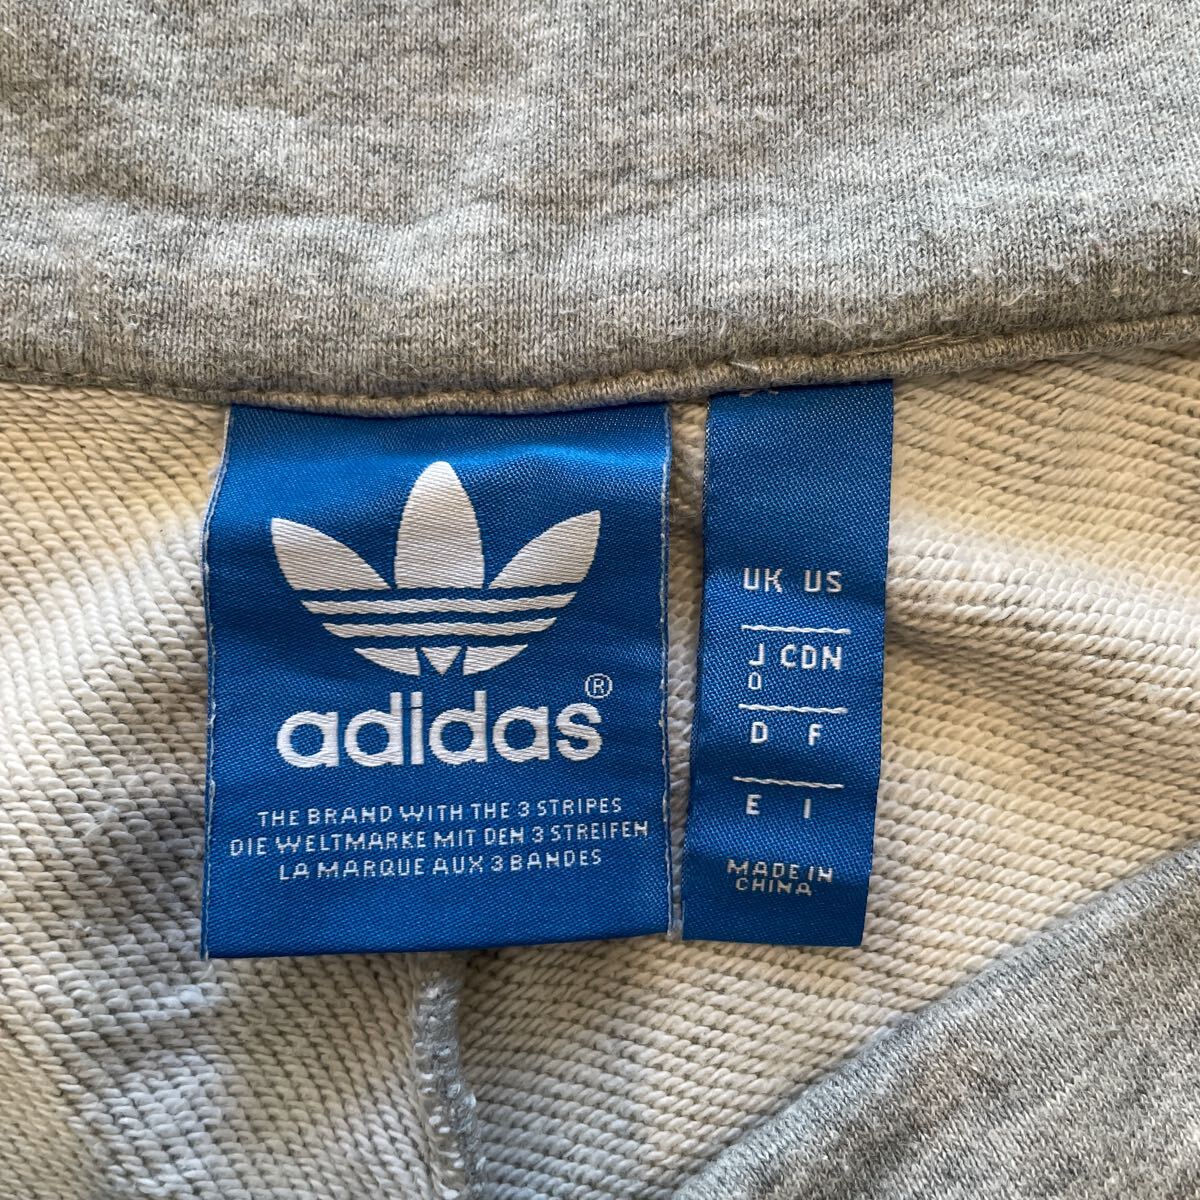 adidas®
THE BRAND WITH THE 3 STRIPES
DIE WELTMARKE MIT DEN 3 STREIFEN
LA MARQUE AUX 3 BANDES
UK US
J CDN
O
D F
E I
MADE IN
CHINA